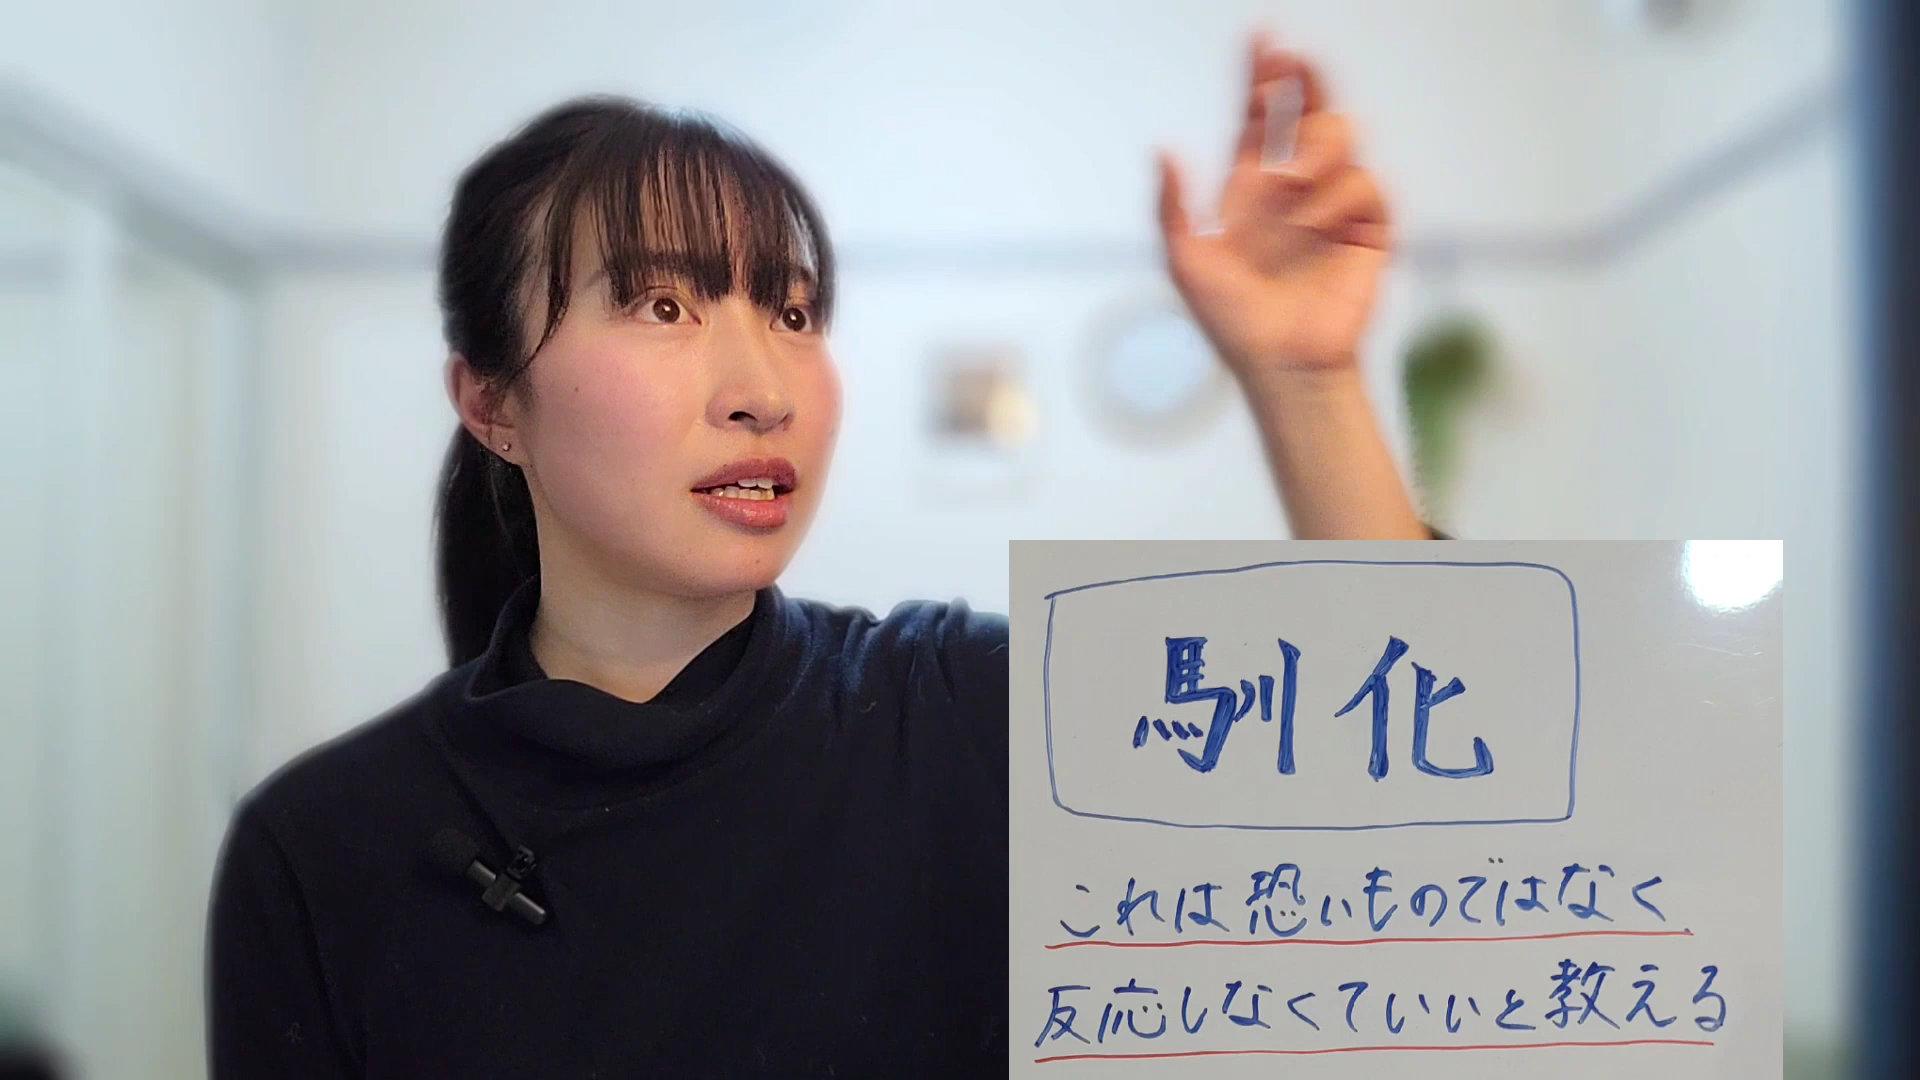 馴化
これは恐いものではなく
反応しなくていいと教える